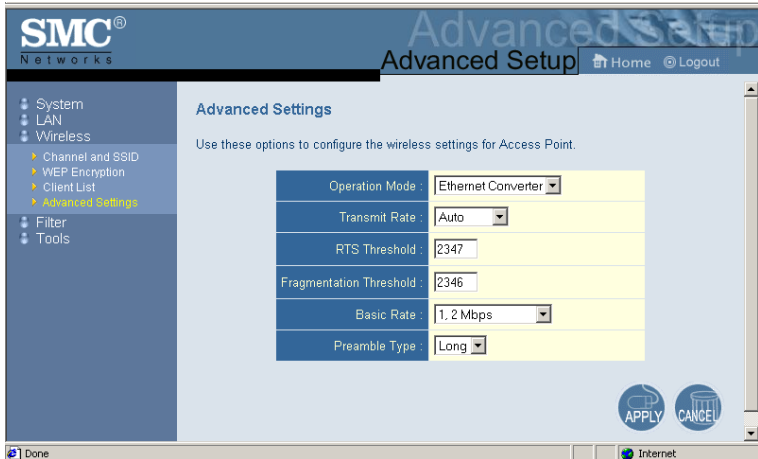 SMC®
Networks
Advanced Setup
Advanced Setup
Home
Logout
System
LAN
Wireless
Channel and SSID
WEP Encryption
Client List
Advanced Settings
Filter
Tools
Advanced Settings
Use these options to configure the wireless settings for Access Point.
Operation Mode : Ethernet Converter
Transmit Rate : Auto
RTS Threshold : 2347
Fragmentation Threshold : 2346
Basic Rate : 1, 2 Mbps
Preamble Type : Long
APPLY
CANCEL
Done
Internet